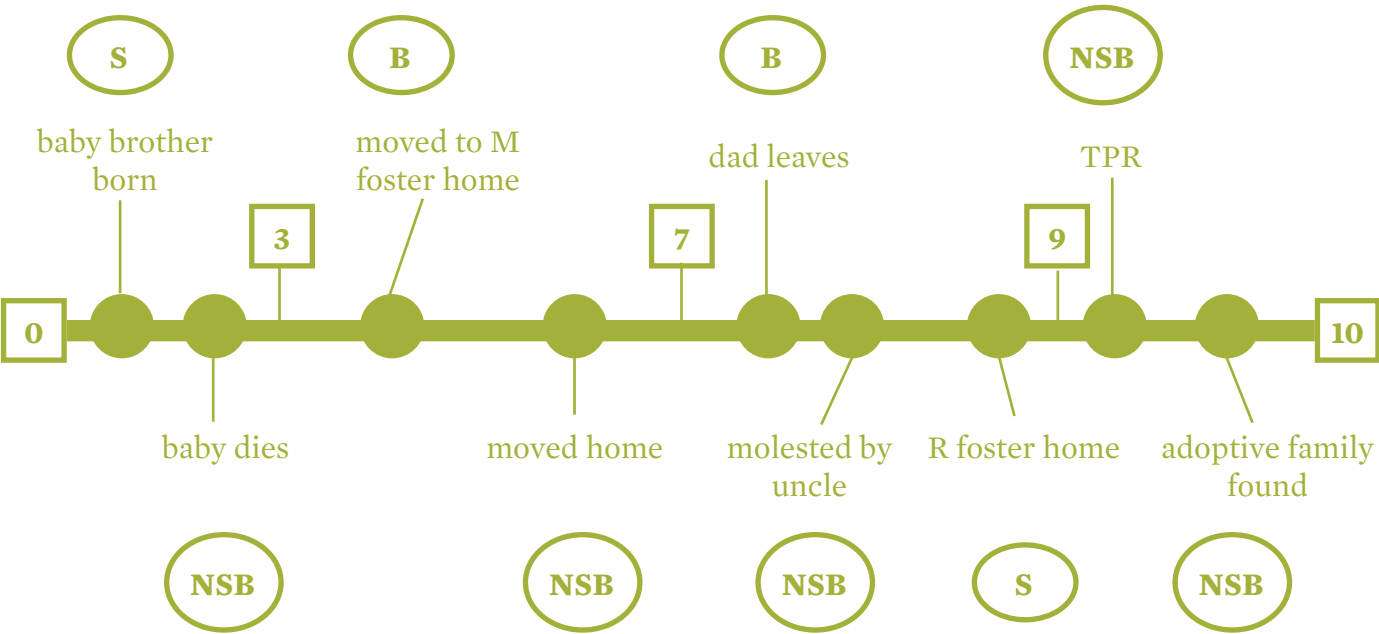 S
B
B
NSB
baby brother
born
moved to M
foster home
dad leaves
TPR
3
7
9
0
10
baby dies
moved home
molested by
uncle
R foster home
adoptive family
found
NSB
NSB
NSB
S
NSB